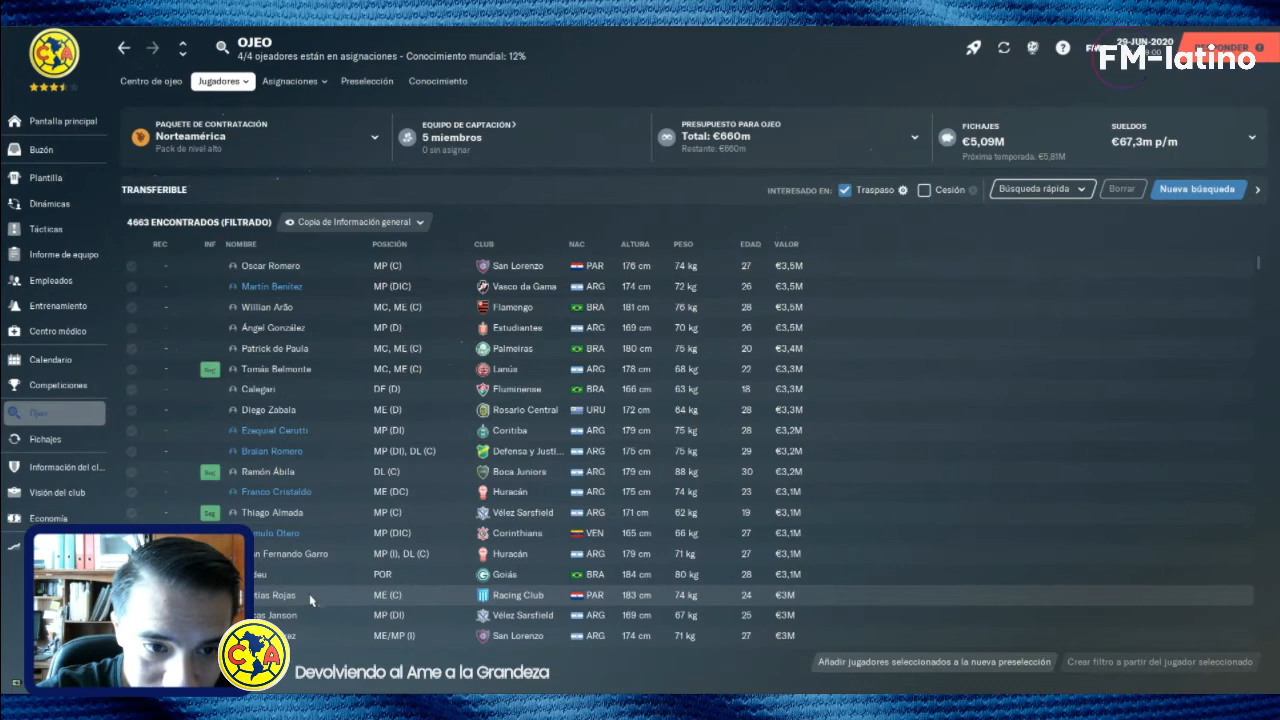 OJEO
4/4 ojeadores están en asignaciones - Conocimiento mundial: 12%
29-JUN-2020
FM-latino
Centro de ojeo Jugadores Asignaciones Preselección Conocimiento
PAQUETE DE CONTRATACIÓN
Norteamérica
Pack de nivel alto
EQUIPO DE CAPTACIÓN>
5 miembros
0 sin asignar
PRESUPUESTO PARA OJEO
Total: €660m
Restante: €660m
FICHAJES
€5,09M
Próxima temporada. €5,81M
SUELDOS
€67,3m p/m
Pantalla principal
Buzón
Plantilla
Dinámicas
Tácticas
Informe de equipo
Empleados
Entrenamiento
Centro médico
Calendario
Competiciones
Ojeo
Fichajes
Información del cl...
Visión del club
Economía
TRANSFERIBLE
INTERESADO EN: Traspaso Cesión Búsqueda rápida Borrar Nueva búsqueda
4663 ENCONTRADOS (FILTRADO) Copia de Información general
REC INF NOMBRE POSICIÓN CLUB NAC ALTURA PESO EDAD VALOR
- Óscar Romero MP (C) San Lorenzo PAR 176 cm 74 kg 27 €3,5M
- Martín Benítez MP (DIC) Vasco da Gama ARG 174 cm 72 kg 26 €3,5M
- Willian Arão MC, ME (C) Flamengo BRA 181 cm 76 kg 28 €3,5M
- Ángel González MP (D) Estudiantes ARG 169 cm 70 kg 26 €3,5M
- Patrick de Paula MC, ME (C) Palmeiras BRA 180 cm 75 kg 20 €3,4M
- Seg Tomás Belmonte MC, ME (C) Lanús ARG 178 cm 68 kg 22 €3,3M
- Calegari DF (D) Fluminense BRA 166 cm 63 kg 18 €3,3M
- Diego Zabala ME (D) Rosario Central URU 172 cm 64 kg 28 €3,3M
- Ezequiel Cerutti MP (DI) Coritiba ARG 179 cm 75 kg 28 €3,2M
- Braian Romero MP (DI), DL (C) Defensa y Justi... ARG 175 cm 75 kg 29 €3,2M
- Seg Ramón Ábila DL (C) Boca Juniors ARG 179 cm 88 kg 30 €3,2M
- Franco Cristaldo ME (DC) Huracán ARG 175 cm 74 kg 23 €3,1M
- Seg Thiago Almada MP (C) Vélez Sarsfield ARG 171 cm 62 kg 19 €3,1M
- Otero MP (DIC) Corinthians VEN 165 cm 66 kg 27 €3,1M
- Fernando Garro MP (I), DL (C) Huracán ARG 179 cm 71 kg 27 €3,1M
POR Goiás BRA 184 cm 80 kg 28 €3,1M
Rojas ME (C) Racing Club PAR 183 cm 74 kg 24 €3M
Janson MP (DI) Vélez Sarsfield ARG 169 cm 67 kg 25 €3M
ME/MP (I) San Lorenzo ARG 174 cm 71 kg 27 €3M
Añadir jugadores seleccionados a la nueva preselección Crear filtro a partir del jugador seleccionado
CA
Devolviendo al Ame a la Grandeza